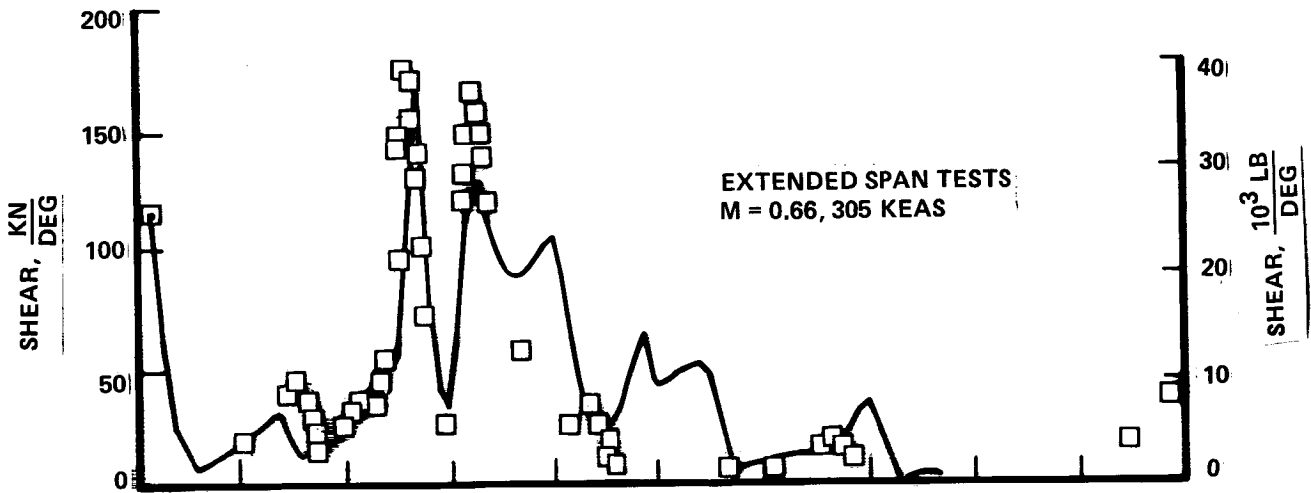 200
150
100
50
0
SHEAR, KN
DEG
EXTENDED SPAN TESTS
M = 0.66, 305 KEAS
40
30
20
10
0
SHEAR, 10³ LB
DEG